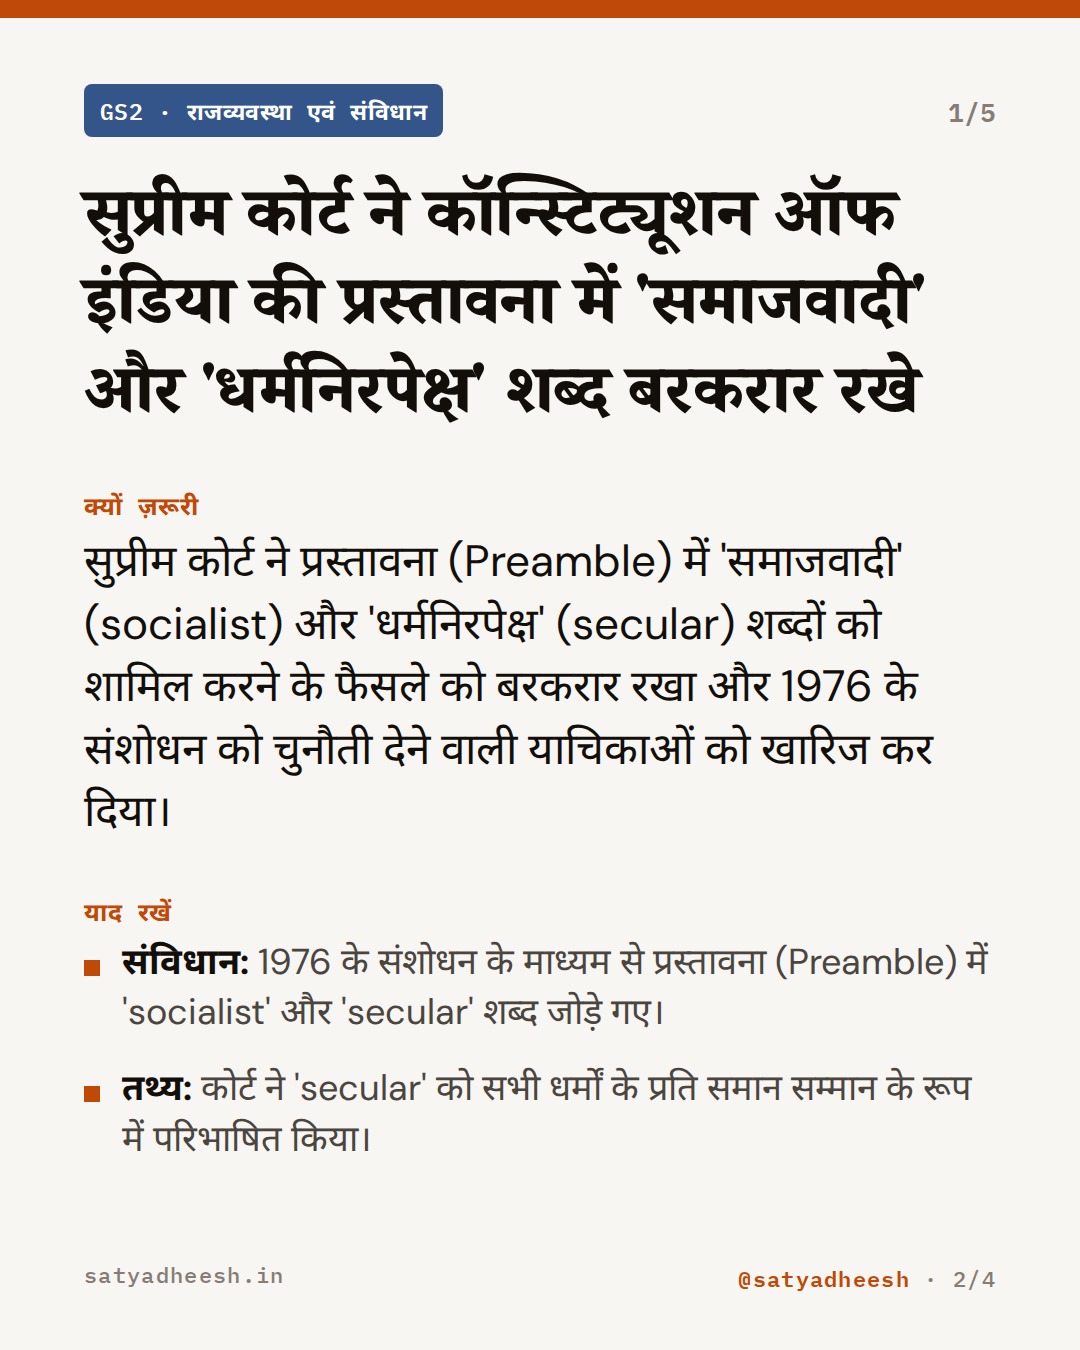 GS2 · राजव्यवस्था एवं संविधान
1/5
सुप्रीम कोर्ट ने कॉन्स्टिट्यूशन ऑफ
इंडिया की प्रस्तावना में 'समाजवादी'
और 'धर्मनिरपेक्ष' शब्द बरकरार रखे
क्यों ज़रूरी
सुप्रीम कोर्ट ने प्रस्तावना (Preamble) में 'समाजवादी'
(socialist) और 'धर्मनिरपेक्ष' (secular) शब्दों को
शामिल करने के फैसले को बरकरार रखा और 1976 के
संशोधन को चुनौती देने वाली याचिकाओं को खारिज कर
दिया।
याद रखें
संविधान: 1976 के संशोधन के माध्यम से प्रस्तावना (Preamble) में
'socialist' और 'secular' शब्द जोड़े गए।
तथ्य: कोर्ट ने 'secular' को सभी धर्मों के प्रति समान सम्मान के रूप
में परिभाषित किया।
satyadheesh.in
@satyadheesh · 2/4